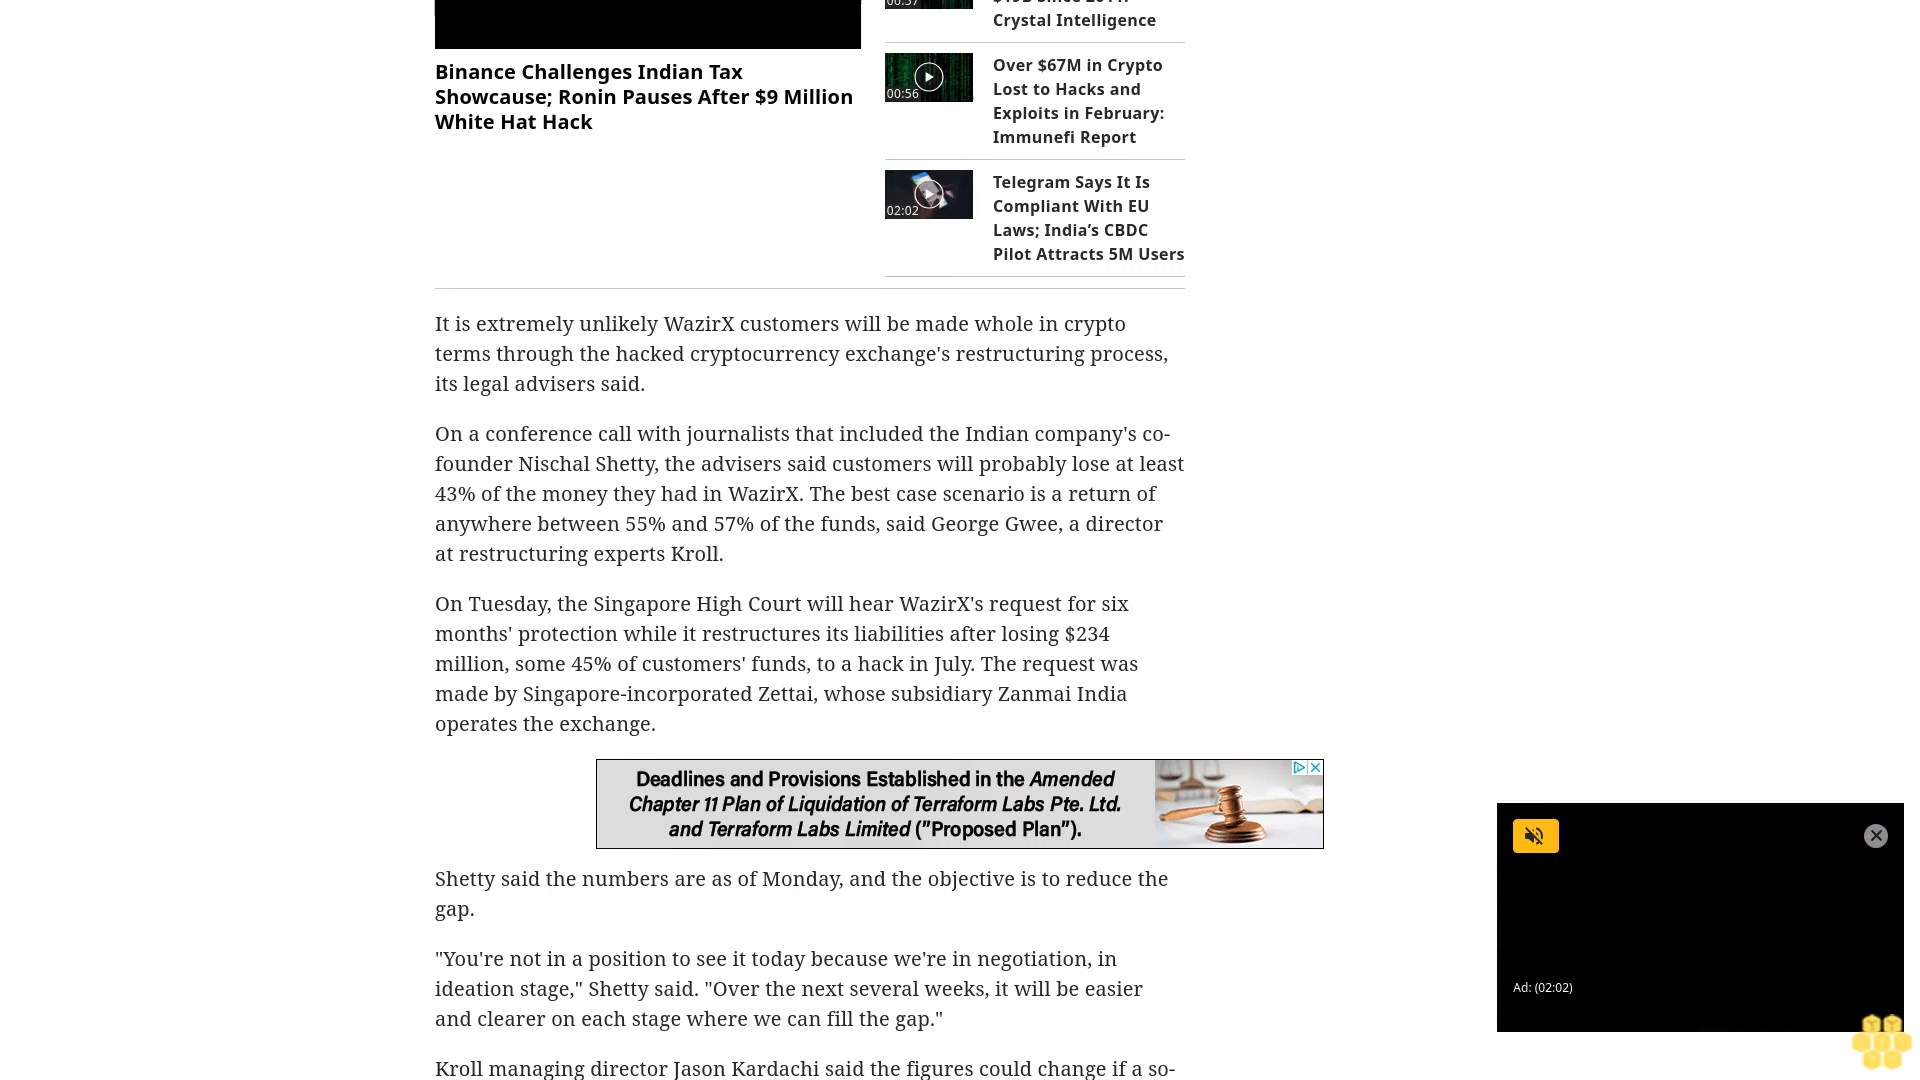 Binance Challenges Indian Tax
Showcause; Ronin Pauses After $9 Million
White Hat Hack
Crystal Intelligence
00:56
Over $67M in Crypto
Lost to Hacks and
Exploits in February:
Immunefi Report
02:02
Telegram Says It Is
Compliant With EU
Laws; India’s CBDC
Pilot Attracts 5M Users
It is extremely unlikely WazirX customers will be made whole in crypto
terms through the hacked cryptocurrency exchange's restructuring process,
its legal advisers said.
On a conference call with journalists that included the Indian company's co-
founder Nischal Shetty, the advisers said customers will probably lose at least
43% of the money they had in WazirX. The best case scenario is a return of
anywhere between 55% and 57% of the funds, said George Gwee, a director
at restructuring experts Kroll.
On Tuesday, the Singapore High Court will hear WazirX's request for six
months' protection while it restructures its liabilities after losing $234
million, some 45% of customers' funds, to a hack in July. The request was
made by Singapore-incorporated Zettai, whose subsidiary Zanmai India
operates the exchange.
Deadlines and Provisions Established in the Amended
Chapter 11 Plan of Liquidation of Terraform Labs Pte. Ltd.
and Terraform Labs Limited ("Proposed Plan").
Shetty said the numbers are as of Monday, and the objective is to reduce the
gap.
"You're not in a position to see it today because we're in negotiation, in
ideation stage," Shetty said. "Over the next several weeks, it will be easier
and clearer on each stage where we can fill the gap."
Kroll managing director Jason Kardachi said the figures could change if a so-
Ad: (02:02)